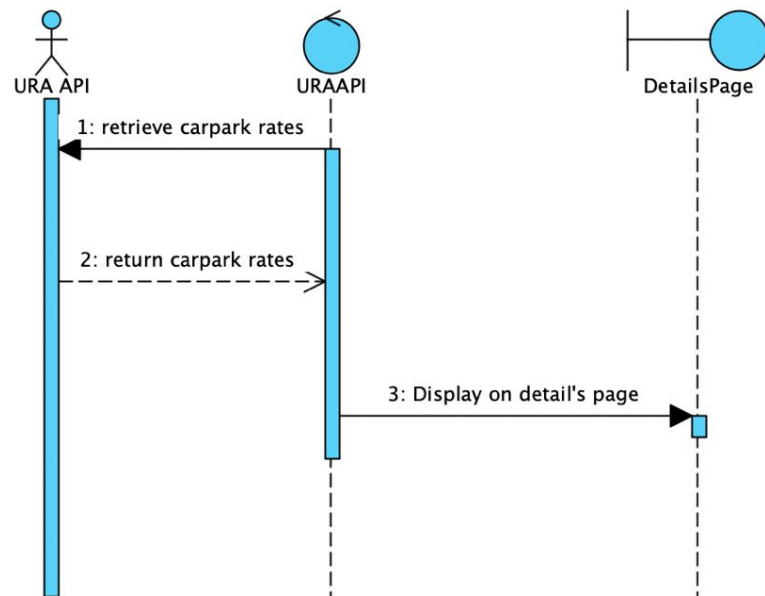 URA API
URAAPI
DetailsPage
1: retrieve carpark rates
2: return carpark rates
3: Display on detail's page